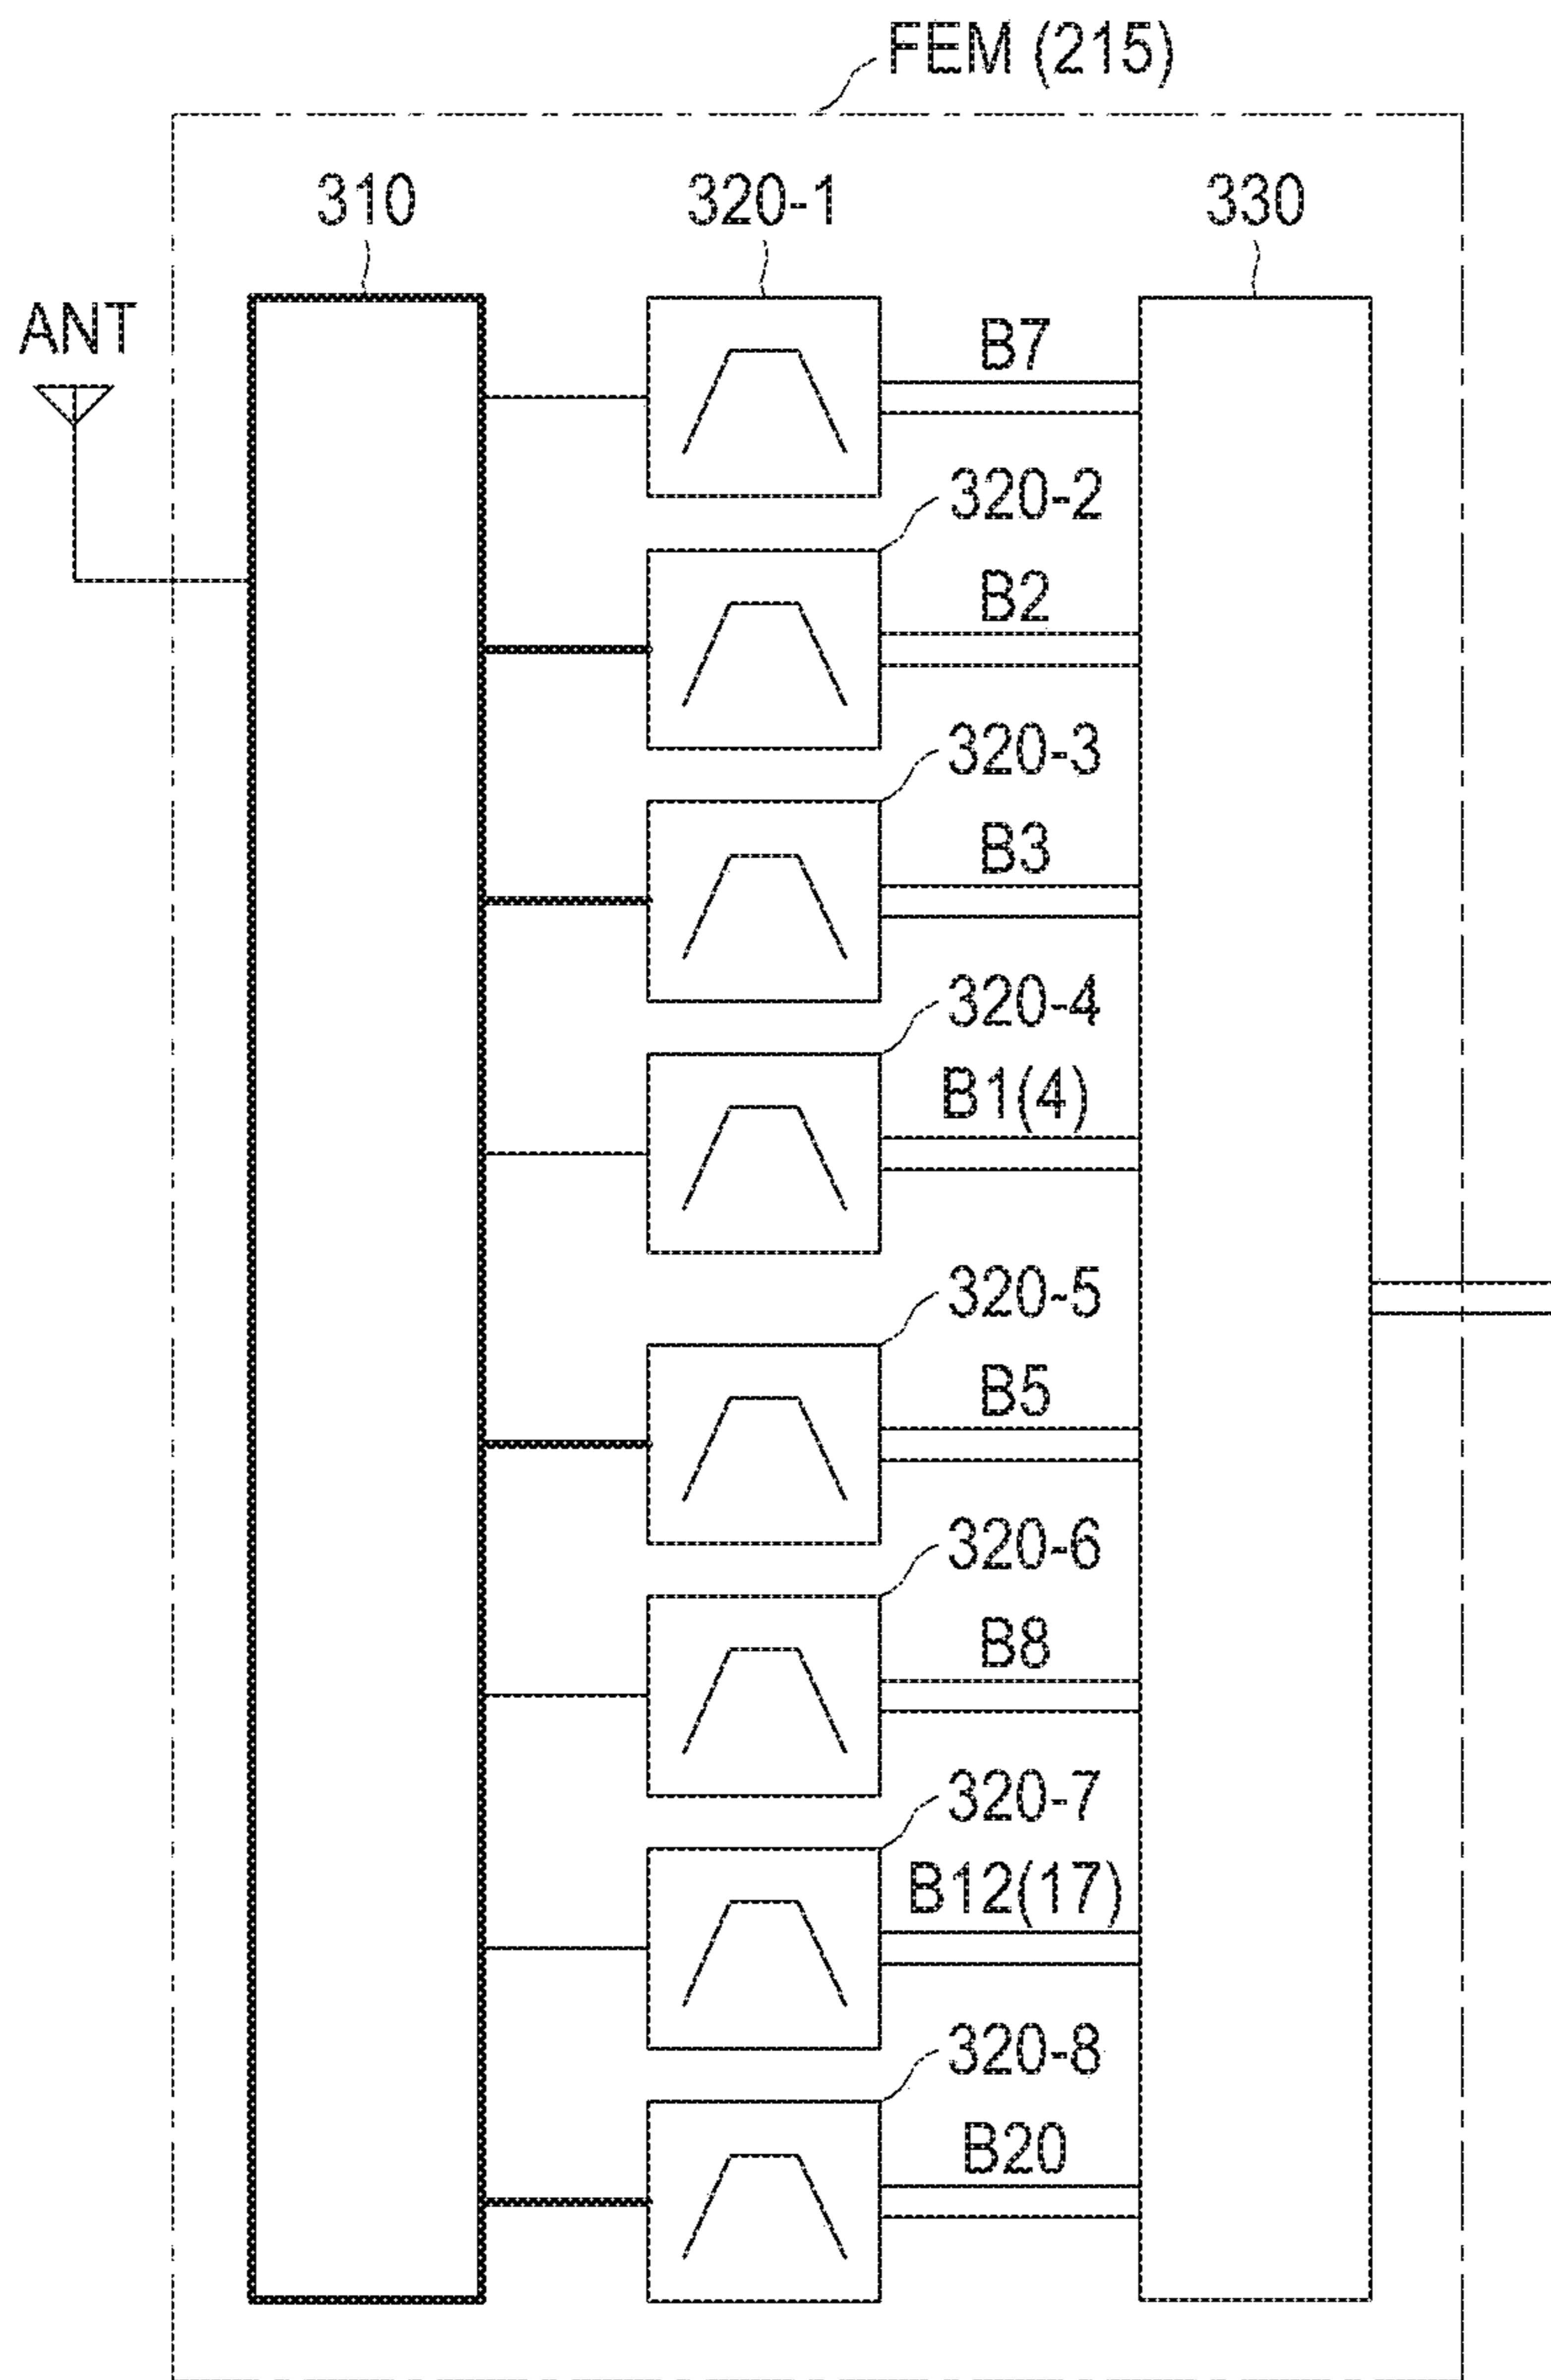 FEM (215)
310
320-1
330
ANT
B7
320-2
B2
320-3
B3
320-4
B1(4)
320-5
B5
320-6
B8
320-7
B12(17)
320-8
B20